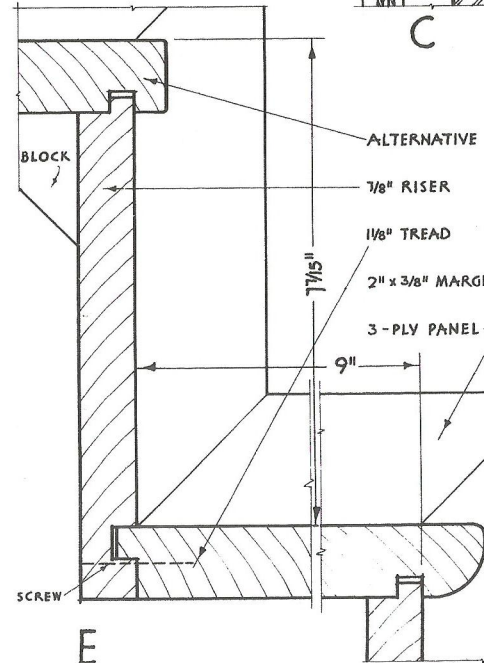 C
ALTERNATIVE
BLOCK
7/8" RISER
1 1/8" TREAD
7 7/15"
2" x 3/8" MARGI
3-PLY PANEL
9"
SCREW
E